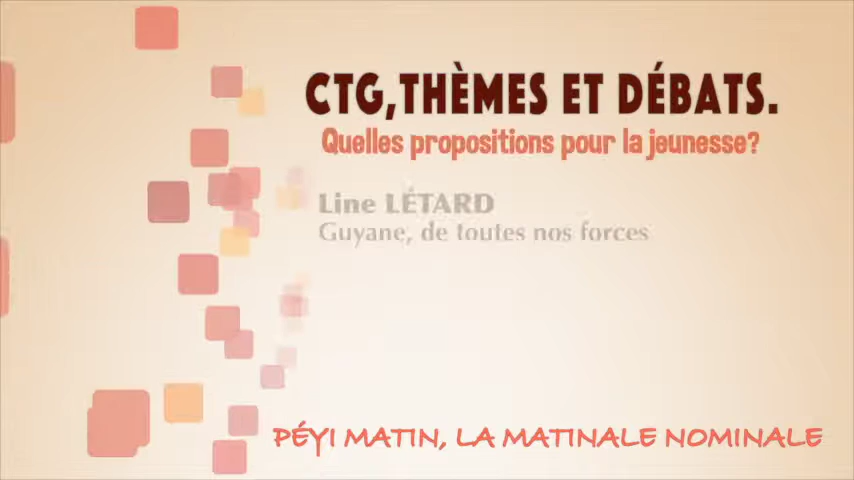 CTG,THÈMES ET DÉBATS.
Quelles propositions pour la jeunesse?
Line LÉTARD
Guyane, de toutes nos forces
PÉYI MATIN, LA MATINALE NOMINALE